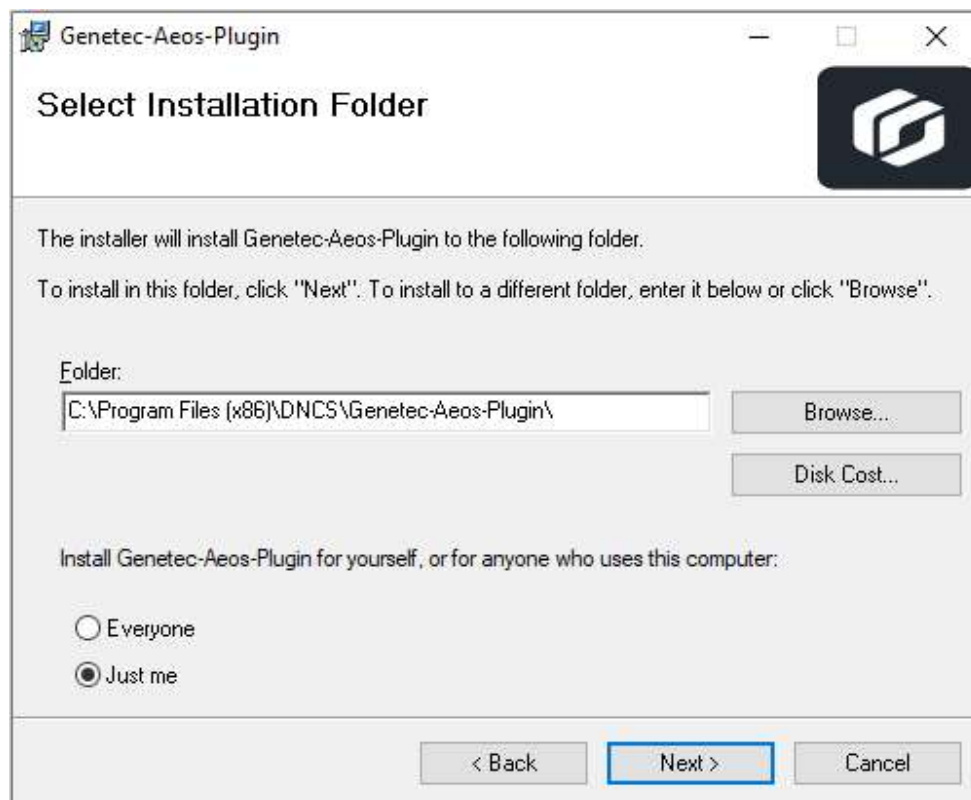 Genetec-Aeos-Plugin
Select Installation Folder
The installer will install Genetec-Aeos-Plugin to the following folder.
To install in this folder, click "Next". To install to a different folder, enter it below or click "Browse".
Folder:
C:\Program Files (x86)\DNCS\Genetec-Aeos-Plugin\
Browse...
Disk Cost...
Install Genetec-Aeos-Plugin for yourself, or for anyone who uses this computer:
Everyone
Just me
< Back
Next >
Cancel